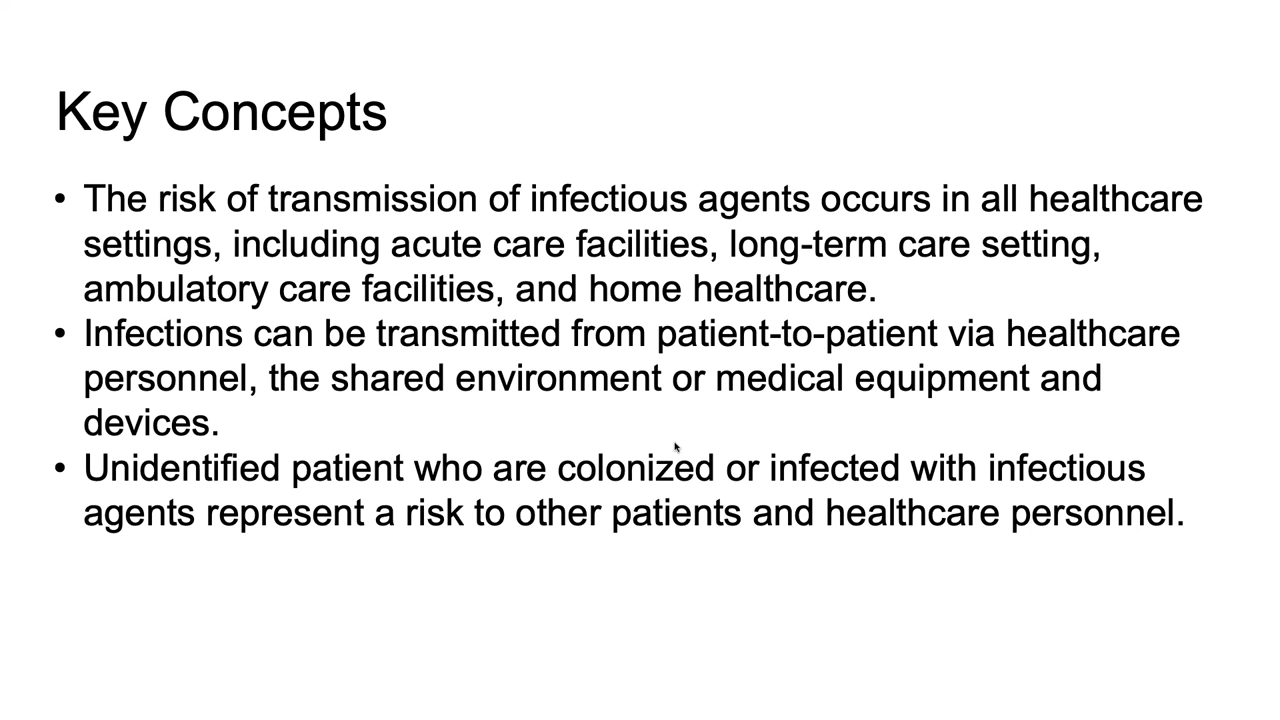 Key Concepts
• The risk of transmission of infectious agents occurs in all healthcare
settings, including acute care facilities, long-term care setting,
ambulatory care facilities, and home healthcare.
• Infections can be transmitted from patient-to-patient via healthcare
personnel, the shared environment or medical equipment and
devices.
• Unidentified patient who are colonized or infected with infectious
agents represent a risk to other patients and healthcare personnel.